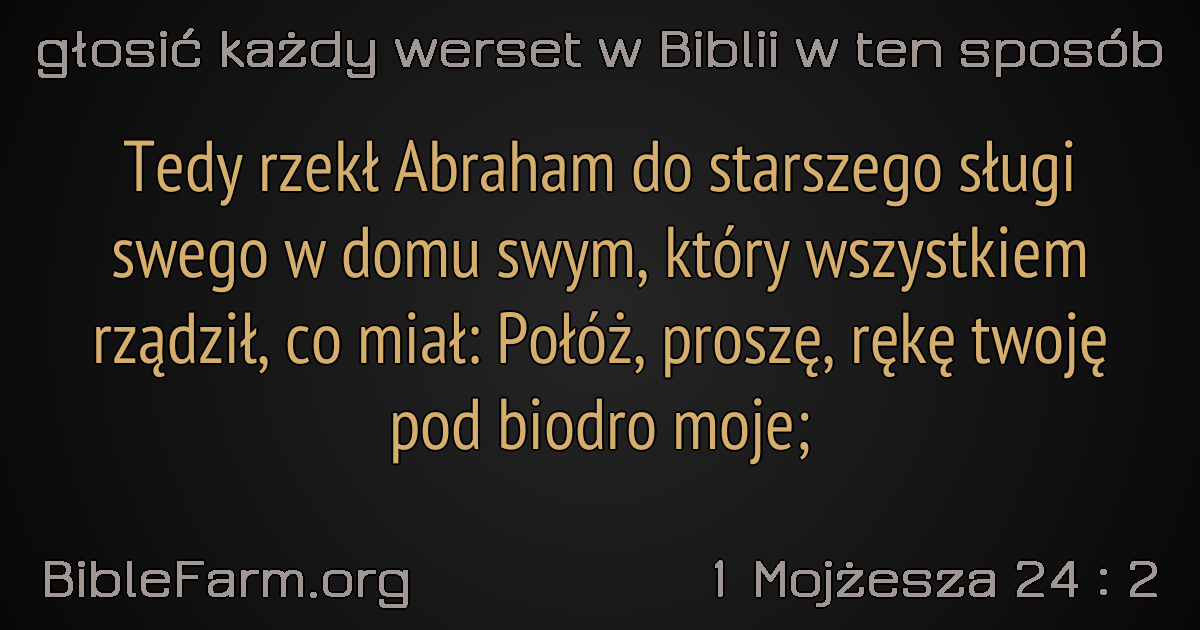 głosić każdy werset w Biblii w ten sposób
Tedy rzekł Abraham do starszego sługi
swego w domu swym, który wszystkiem
rządził, co miał: Połóż, proszę, rękę twoję
pod biodro moje;
BibleFarm.org
1 Mojżesza 24 : 2